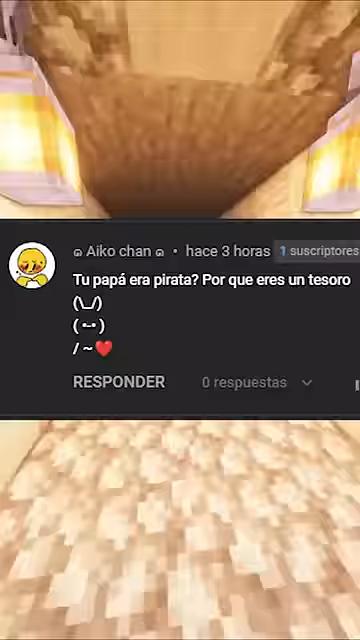 ඞ Aiko chan ඞ • hace 3 horas 1 suscriptores
Tu papá era pirata? Por que eres un tesoro
(\_/)
( •-• )
/ ~❤️
RESPONDER 0 respuestas